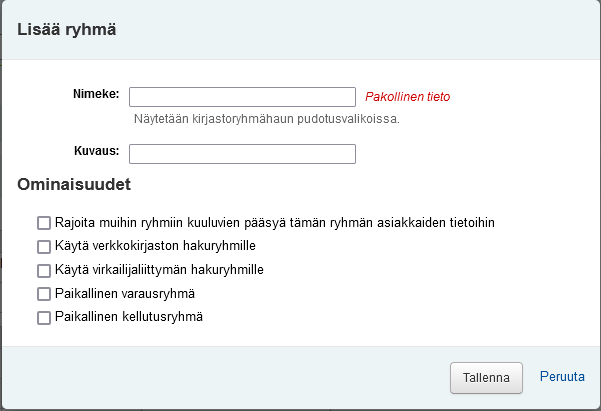 Lisää ryhmä
Nimeke: Pakollinen tieto
Näytetään kirjastoryhmähaun pudotusvalikoissa.
Kuvaus:
Ominaisuudet
Rajoita muihin ryhmiin kuuluvien pääsyä tämän ryhmän asiakkaiden tietoihin
Käytä verkkokirjaston hakuryhmille
Käytä virkailijaliittymän hakuryhmille
Paikallinen varausryhmä
Paikallinen kellutusryhmä
Tallenna Peruuta